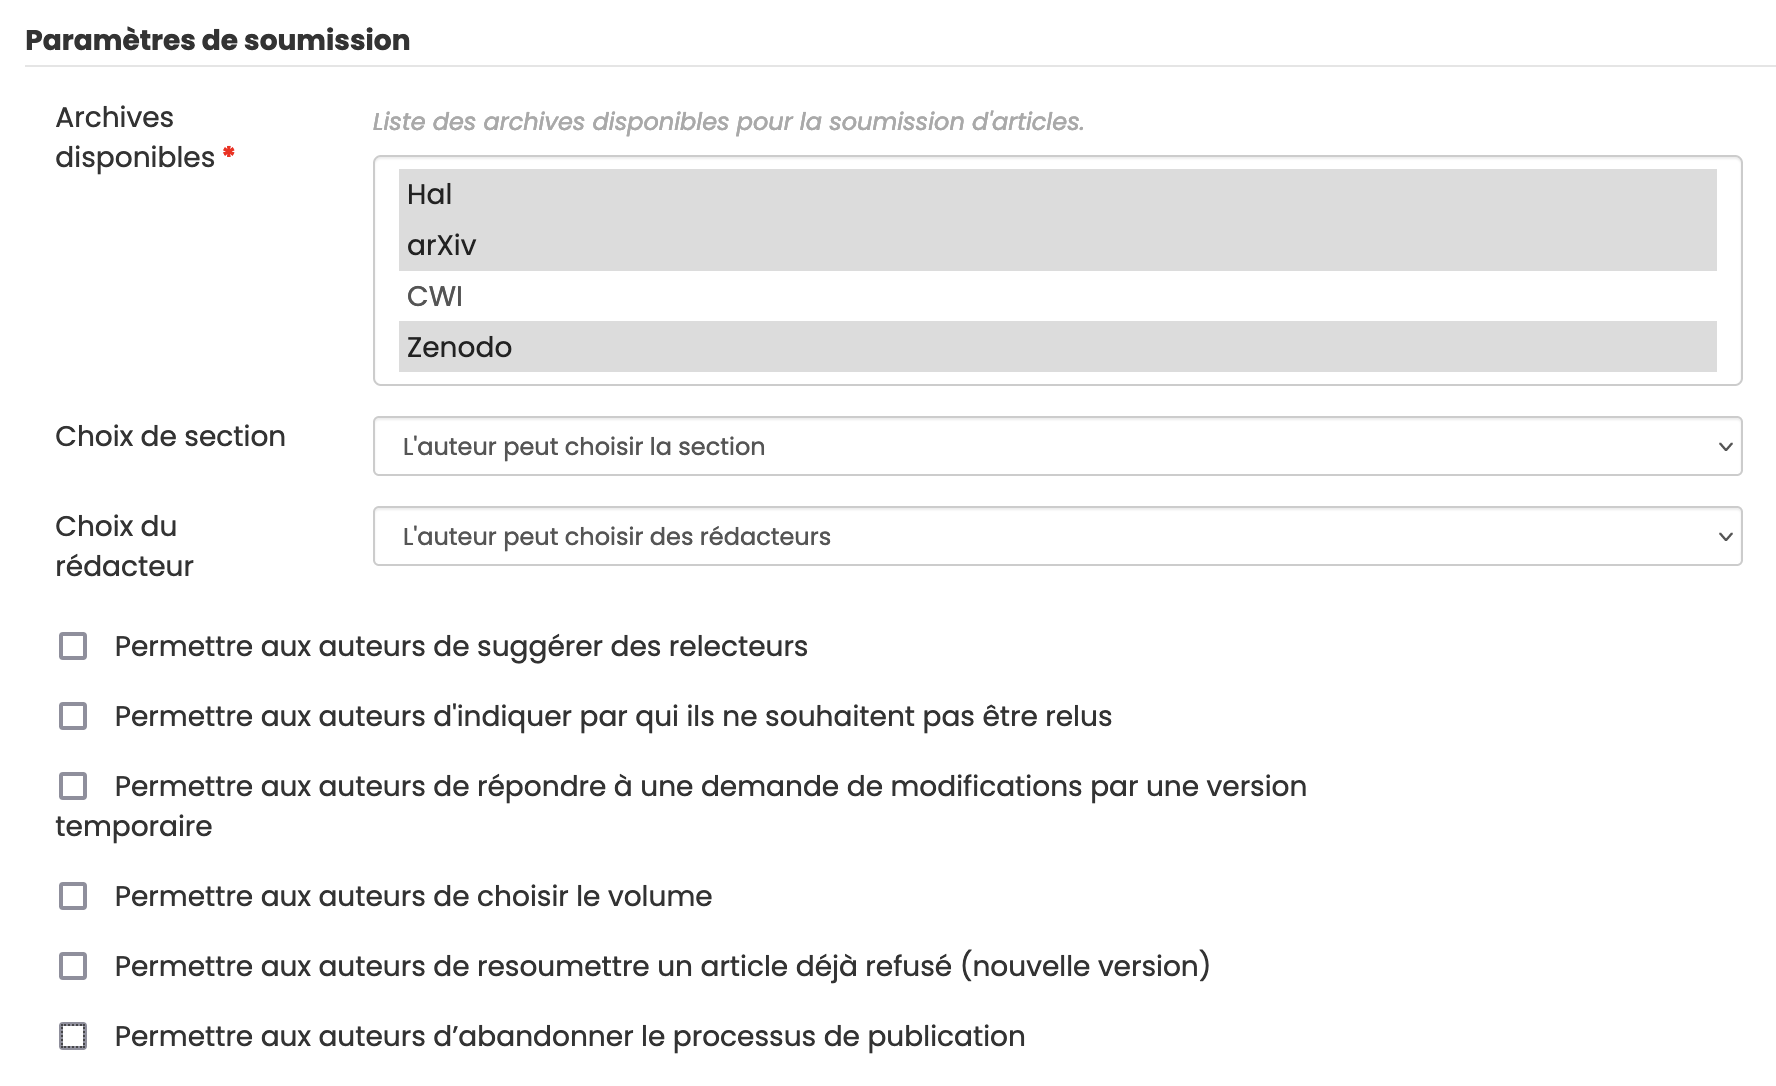 Paramètres de soumission
Archives
disponibles *
Liste des archives disponibles pour la soumission d'articles.
Hal
arXiv
CWI
Zenodo
Choix de section
L'auteur peut choisir la section
Choix du
rédacteur
L'auteur peut choisir des rédacteurs
Permettre aux auteurs de suggérer des relecteurs
Permettre aux auteurs d'indiquer par qui ils ne souhaitent pas être relus
Permettre aux auteurs de répondre à une demande de modifications par une version
temporaire
Permettre aux auteurs de choisir le volume
Permettre aux auteurs de resoumettre un article déjà refusé (nouvelle version)
Permettre aux auteurs d’abandonner le processus de publication